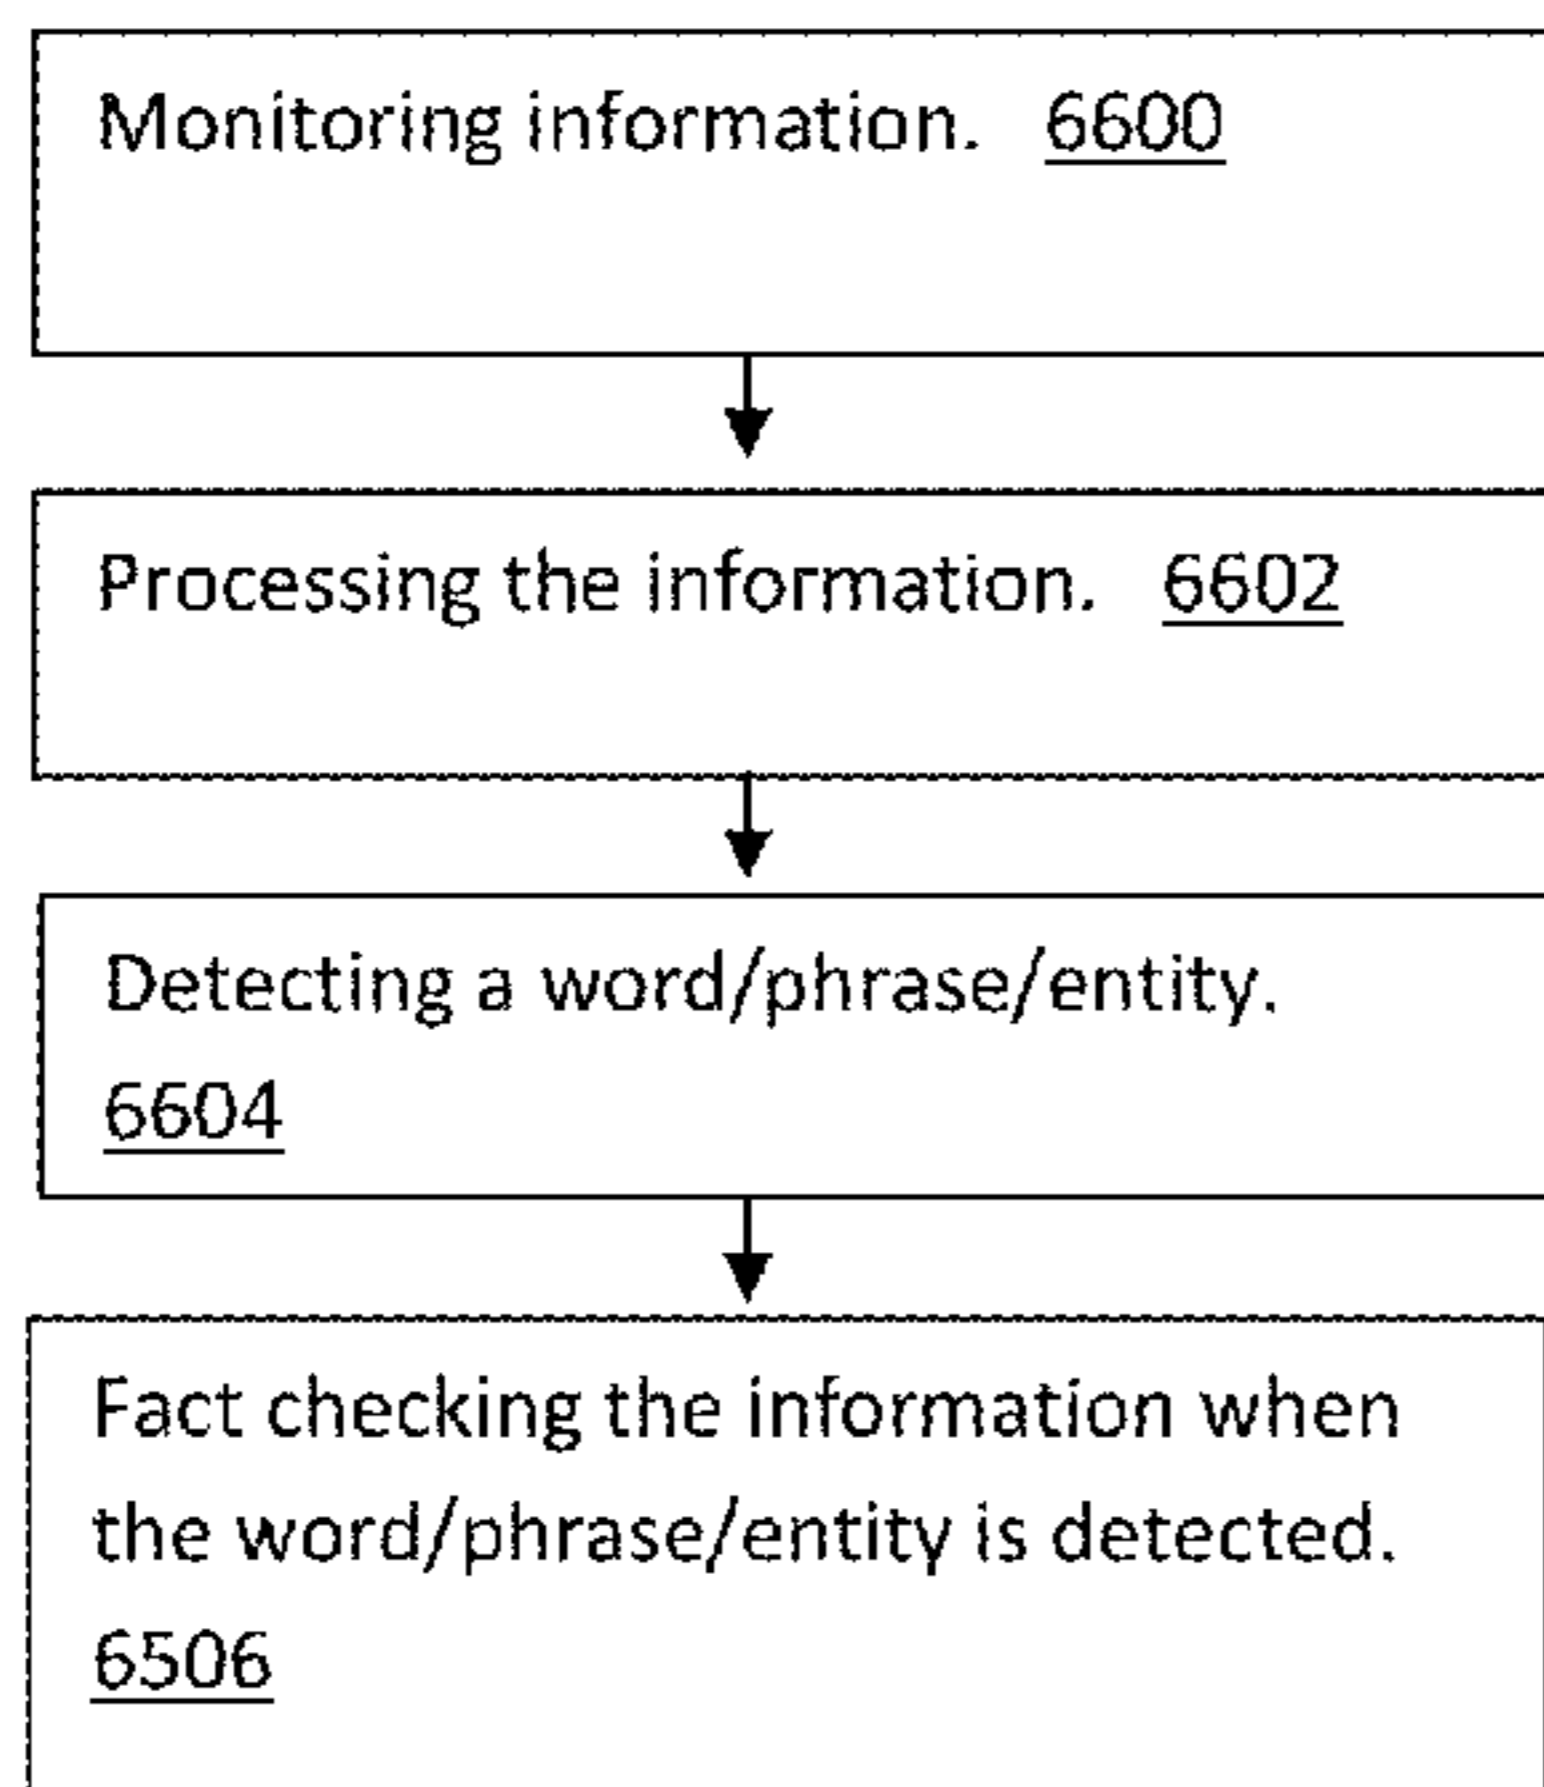 Monitoring information. 6600
Processing the information. 6602
Detecting a word/phrase/entity.
6604
Fact checking the information when
the word/phrase/entity is detected.
6506